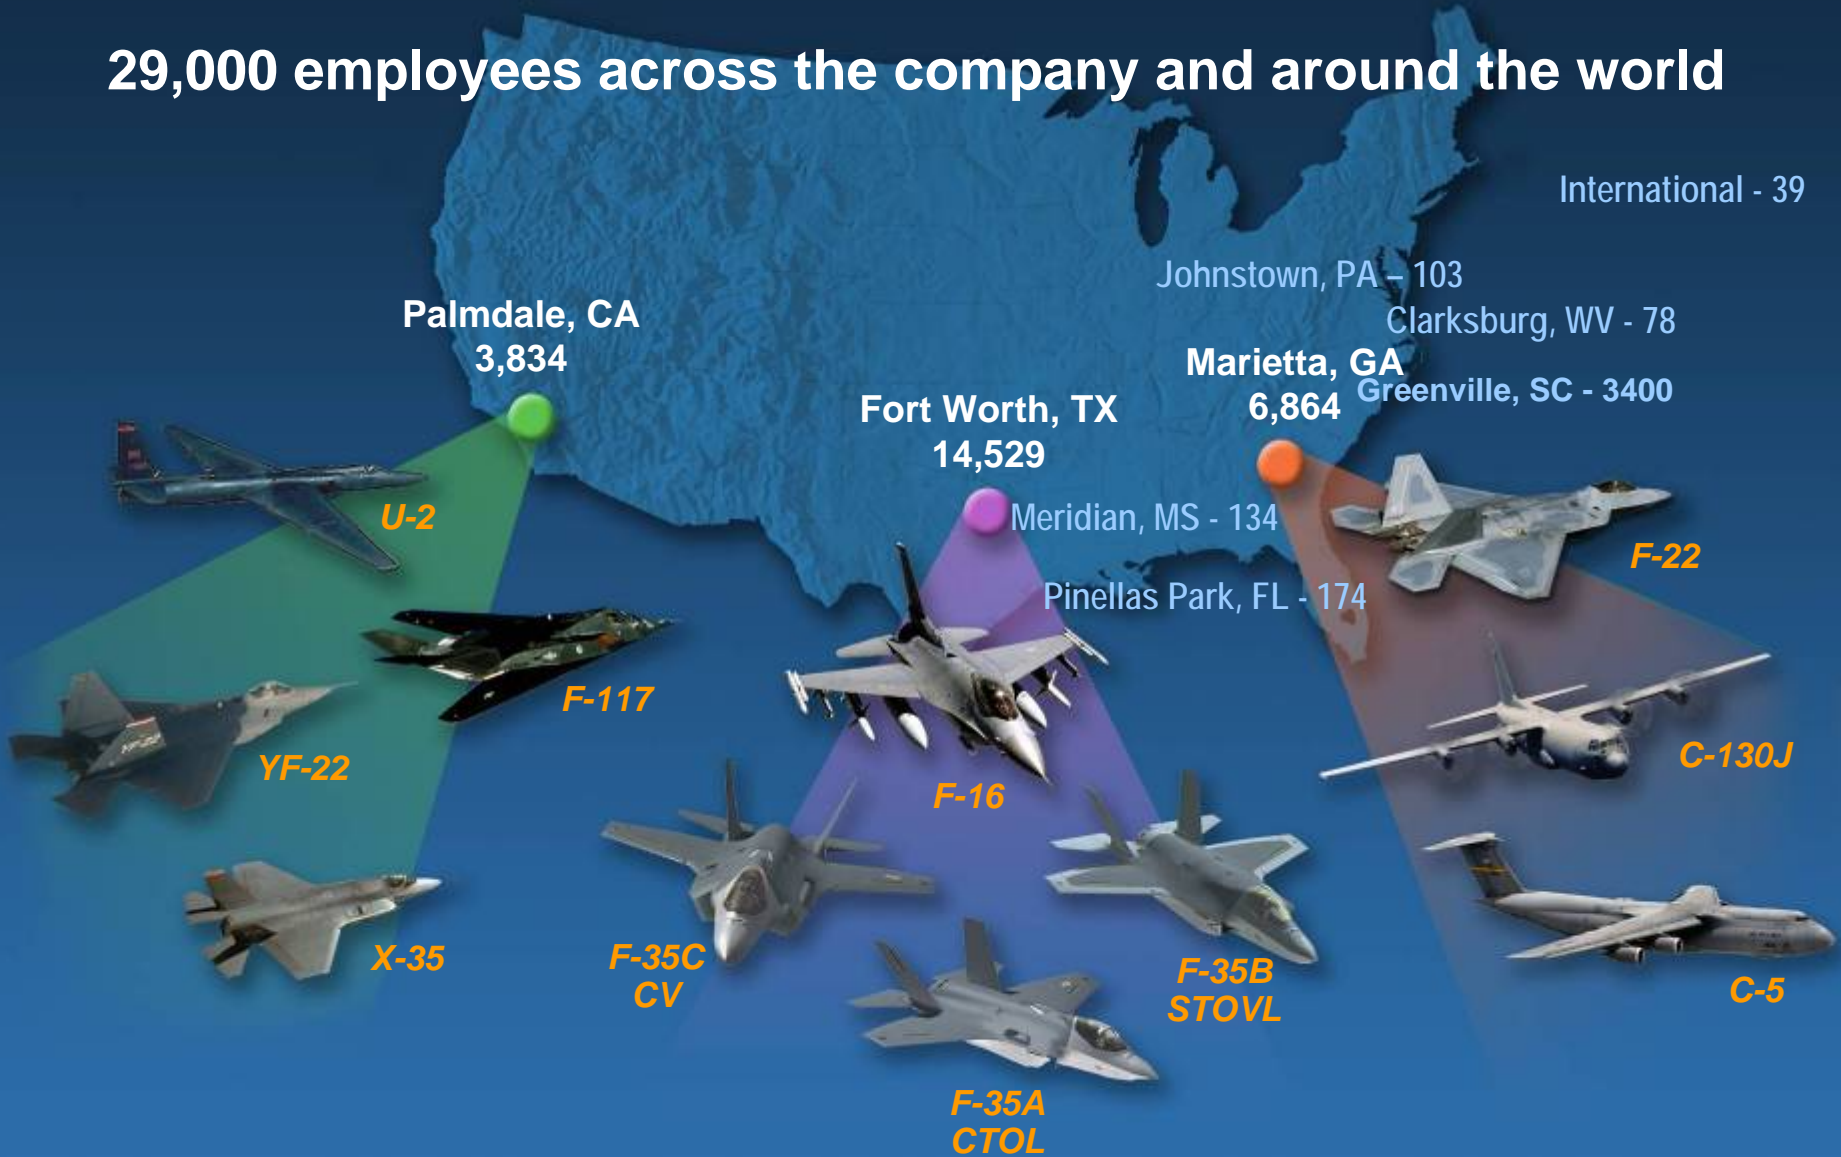 29,000 employees across the company and around the world
International - 39
Johnstown, PA – 103
Clarksburg, WV - 78
Palmdale, CA
3,834
Marietta, GA
6,864
Greenville, SC - 3400
Fort Worth, TX
14,529
Meridian, MS - 134
Pinellas Park, FL - 174
U-2
F-22
F-117
YF-22
F-16
C-130J
X-35
F-35C
CV
F-35B
STOVL
C-5
F-35A
CTOL